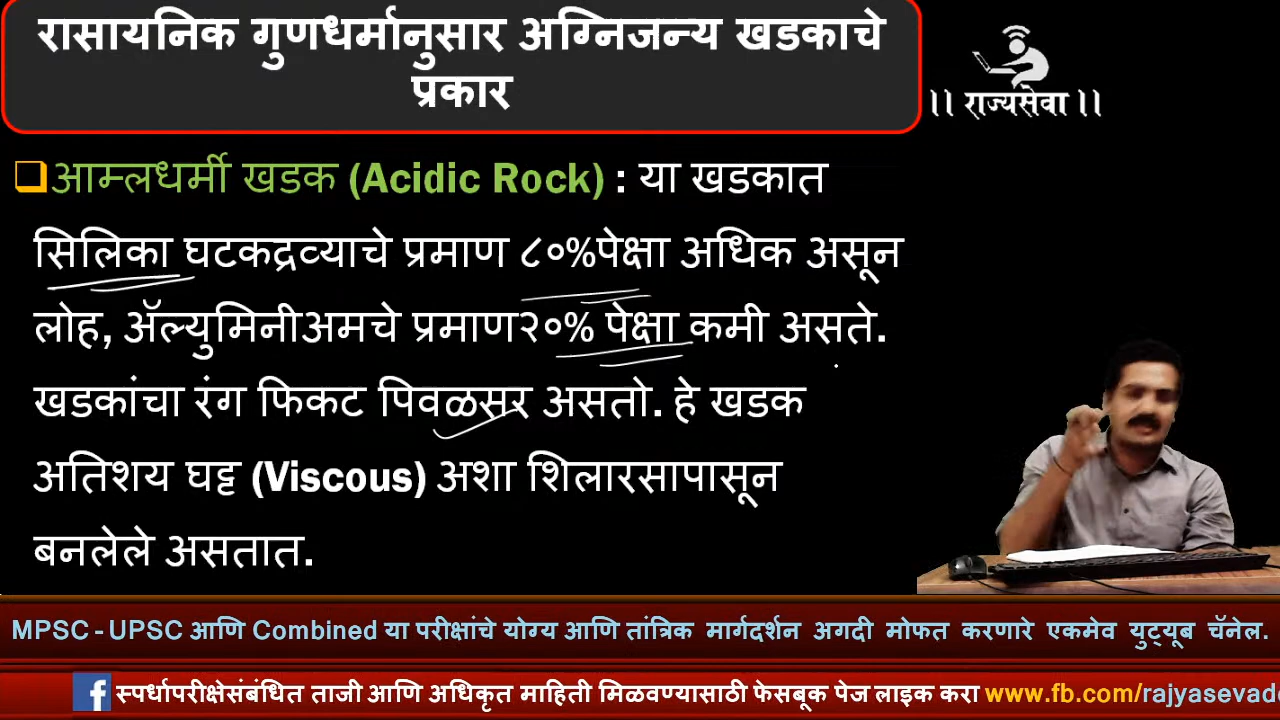 रासायनिक गुणधर्मानुसार अग्निजन्य खडकाचे
प्रकार
।। राज्यसेवा ।।
आम्लधर्मी खडक (Acidic Rock) : या खडकात
सिलिका घटकद्रव्याचे प्रमाण ८०%पेक्षा अधिक असून
लोह, ॲल्युमिनीअमचे प्रमाण२०% पेक्षा कमी असते.
खडकांचा रंग फिकट पिवळसर असतो. हे खडक
अतिशय घट्ट (Viscous) अशा शिलारसापासून
बनलेले असतात.
MPSC - UPSC आणि Combined या परीक्षांचे योग्य आणि तांत्रिक मार्गदर्शन अगदी मोफत करणारे एकमेव युट्यूब चॅनेल.
f स्पर्धापरीक्षेसंबंधित ताजी आणि अधिकृत माहिती मिळवण्यासाठी फेसबूक पेज लाइक करा www.fb.com/rajyasevade